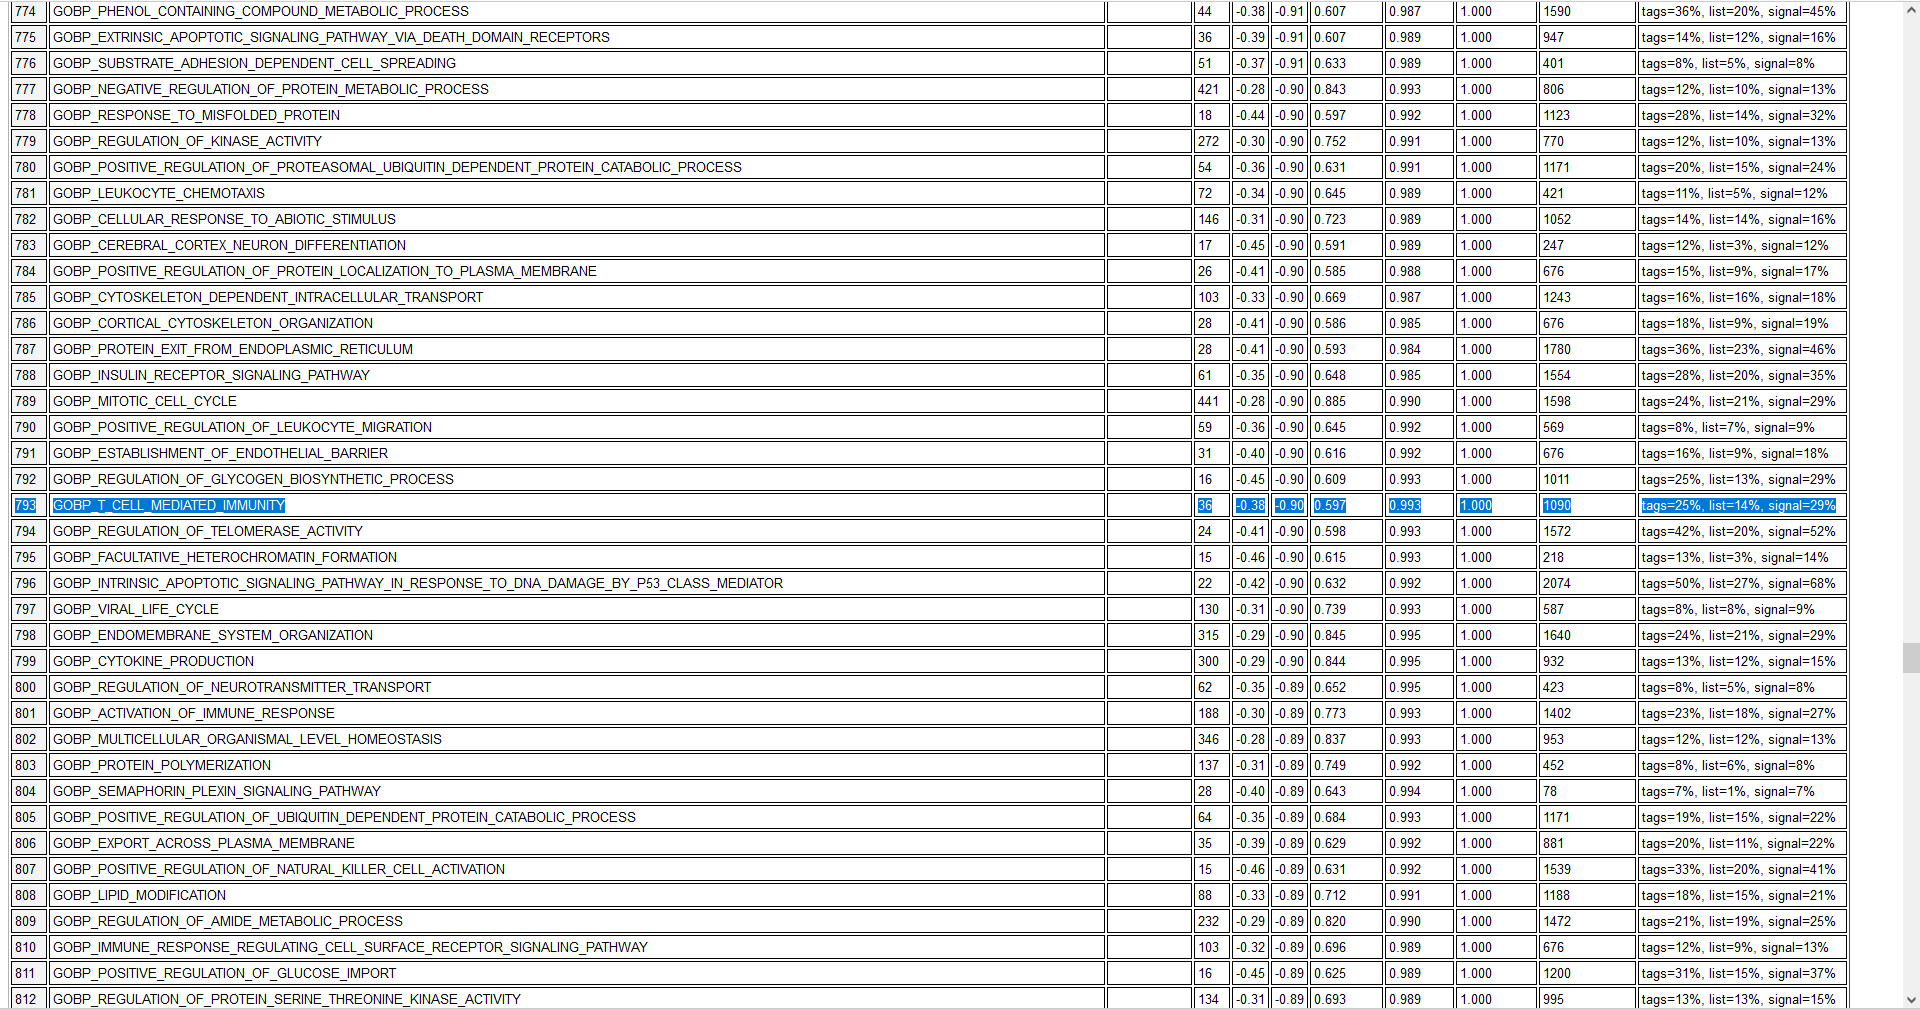 774 GOBP_PHENOL_CONTAINING_COMPOUND_METABOLIC_PROCESS 44 -0.38 -0.91 0.607 0.987 1.000 1590 tags=36%, list=20%, signal=45%
775 GOBP_EXTRINSIC_APOPTOTIC_SIGNALING_PATHWAY_VIA_DEATH_DOMAIN_RECEPTORS 36 -0.39 -0.91 0.607 0.989 1.000 947 tags=14%, list=12%, signal=16%
776 GOBP_SUBSTRATE_ADHESION_DEPENDENT_CELL_SPREADING 51 -0.37 -0.91 0.633 0.989 1.000 401 tags=8%, list=5%, signal=8%
777 GOBP_NEGATIVE_REGULATION_OF_PROTEIN_METABOLIC_PROCESS 421 -0.28 -0.90 0.843 0.993 1.000 806 tags=12%, list=10%, signal=13%
778 GOBP_RESPONSE_TO_MISFOLDED_PROTEIN 18 -0.44 -0.90 0.597 0.992 1.000 1123 tags=28%, list=14%, signal=32%
779 GOBP_REGULATION_OF_KINASE_ACTIVITY 272 -0.30 -0.90 0.752 0.991 1.000 770 tags=12%, list=10%, signal=13%
780 GOBP_POSITIVE_REGULATION_OF_PROTEASOMAL_UBIQUITIN_DEPENDENT_PROTEIN_CATABOLIC_PROCESS 54 -0.36 -0.90 0.631 0.991 1.000 1171 tags=20%, list=15%, signal=24%
781 GOBP_LEUKOCYTE_CHEMOTAXIS 72 -0.34 -0.90 0.645 0.989 1.000 421 tags=11%, list=5%, signal=12%
782 GOBP_CELLULAR_RESPONSE_TO_ABIOTIC_STIMULUS 146 -0.31 -0.90 0.723 0.989 1.000 1052 tags=14%, list=14%, signal=16%
783 GOBP_CEREBRAL_CORTEX_NEURON_DIFFERENTIATION 17 -0.45 -0.90 0.591 0.989 1.000 247 tags=12%, list=3%, signal=12%
784 GOBP_POSITIVE_REGULATION_OF_PROTEIN_LOCALIZATION_TO_PLASMA_MEMBRANE 26 -0.41 -0.90 0.585 0.988 1.000 676 tags=15%, list=9%, signal=17%
785 GOBP_CYTOSKELETON_DEPENDENT_INTRACELLULAR_TRANSPORT 103 -0.33 -0.90 0.669 0.987 1.000 1243 tags=16%, list=16%, signal=18%
786 GOBP_CORTICAL_CYTOSKELETON_ORGANIZATION 28 -0.41 -0.90 0.586 0.985 1.000 676 tags=18%, list=9%, signal=19%
787 GOBP_PROTEIN_EXIT_FROM_ENDOPLASMIC_RETICULUM 28 -0.41 -0.90 0.593 0.984 1.000 1780 tags=36%, list=23%, signal=46%
788 GOBP_INSULIN_RECEPTOR_SIGNALING_PATHWAY 61 -0.35 -0.90 0.648 0.985 1.000 1554 tags=28%, list=20%, signal=35%
789 GOBP_MITOTIC_CELL_CYCLE 441 -0.28 -0.90 0.885 0.990 1.000 1598 tags=24%, list=21%, signal=29%
790 GOBP_POSITIVE_REGULATION_OF_LEUKOCYTE_MIGRATION 59 -0.36 -0.90 0.645 0.992 1.000 569 tags=8%, list=7%, signal=9%
791 GOBP_ESTABLISHMENT_OF_ENDOTHELIAL_BARRIER 31 -0.40 -0.90 0.616 0.992 1.000 676 tags=16%, list=9%, signal=18%
792 GOBP_REGULATION_OF_GLYCOGEN_BIOSYNTHETIC_PROCESS 16 -0.45 -0.90 0.609 0.993 1.000 1011 tags=25%, list=13%, signal=29%
793 GOBP_T_CELL_MEDIATED_IMMUNITY 36 -0.38 -0.90 0.597 0.993 1.000 1090 tags=25%, list=14%, signal=29%
794 GOBP_REGULATION_OF_TELOMERASE_ACTIVITY 24 -0.41 -0.90 0.598 0.993 1.000 1572 tags=42%, list=20%, signal=52%
795 GOBP_FACULTATIVE_HETEROCHROMATIN_FORMATION 15 -0.46 -0.90 0.615 0.993 1.000 218 tags=13%, list=3%, signal=14%
796 GOBP_INTRINSIC_APOPTOTIC_SIGNALING_PATHWAY_IN_RESPONSE_TO_DNA_DAMAGE_BY_P53_CLASS_MEDIATOR 22 -0.42 -0.90 0.632 0.992 1.000 2074 tags=50%, list=27%, signal=68%
797 GOBP_VIRAL_LIFE_CYCLE 130 -0.31 -0.90 0.739 0.993 1.000 587 tags=8%, list=8%, signal=9%
798 GOBP_ENDOMEMBRANE_SYSTEM_ORGANIZATION 315 -0.29 -0.90 0.845 0.995 1.000 1640 tags=24%, list=21%, signal=29%
799 GOBP_CYTOKINE_PRODUCTION 300 -0.29 -0.90 0.844 0.995 1.000 932 tags=13%, list=12%, signal=15%
800 GOBP_REGULATION_OF_NEUROTRANSMITTER_TRANSPORT 62 -0.35 -0.89 0.652 0.995 1.000 423 tags=8%, list=5%, signal=8%
801 GOBP_ACTIVATION_OF_IMMUNE_RESPONSE 188 -0.30 -0.89 0.773 0.993 1.000 1402 tags=23%, list=18%, signal=27%
802 GOBP_MULTICELLULAR_ORGANISMAL_LEVEL_HOMEOSTASIS 346 -0.28 -0.89 0.837 0.993 1.000 953 tags=12%, list=12%, signal=13%
803 GOBP_PROTEIN_POLYMERIZATION 137 -0.31 -0.89 0.749 0.992 1.000 452 tags=8%, list=6%, signal=8%
804 GOBP_SEMAPHORIN_PLEXIN_SIGNALING_PATHWAY 28 -0.40 -0.89 0.643 0.994 1.000 78 tags=7%, list=1%, signal=7%
805 GOBP_POSITIVE_REGULATION_OF_UBIQUITIN_DEPENDENT_PROTEIN_CATABOLIC_PROCESS 64 -0.35 -0.89 0.684 0.993 1.000 1171 tags=19%, list=15%, signal=22%
806 GOBP_EXPORT_ACROSS_PLASMA_MEMBRANE 35 -0.39 -0.89 0.629 0.992 1.000 881 tags=20%, list=11%, signal=22%
807 GOBP_POSITIVE_REGULATION_OF_NATURAL_KILLER_CELL_ACTIVATION 15 -0.46 -0.89 0.631 0.992 1.000 1539 tags=33%, list=20%, signal=41%
808 GOBP_LIPID_MODIFICATION 88 -0.33 -0.89 0.712 0.991 1.000 1188 tags=18%, list=15%, signal=21%
809 GOBP_REGULATION_OF_AMIDE_METABOLIC_PROCESS 232 -0.29 -0.89 0.820 0.990 1.000 1472 tags=21%, list=19%, signal=25%
810 GOBP_IMMUNE_RESPONSE_REGULATING_CELL_SURFACE_RECEPTOR_SIGNALING_PATHWAY 103 -0.32 -0.89 0.696 0.989 1.000 676 tags=12%, list=9%, signal=13%
811 GOBP_POSITIVE_REGULATION_OF_GLUCOSE_IMPORT 16 -0.45 -0.89 0.625 0.989 1.000 1200 tags=31%, list=15%, signal=37%
812 GOBP_REGULATION_OF_PROTEIN_SERINE_THREONINE_KINASE_ACTIVITY 134 -0.31 -0.89 0.693 0.989 1.000 995 tags=13%, list=13%, signal=15%